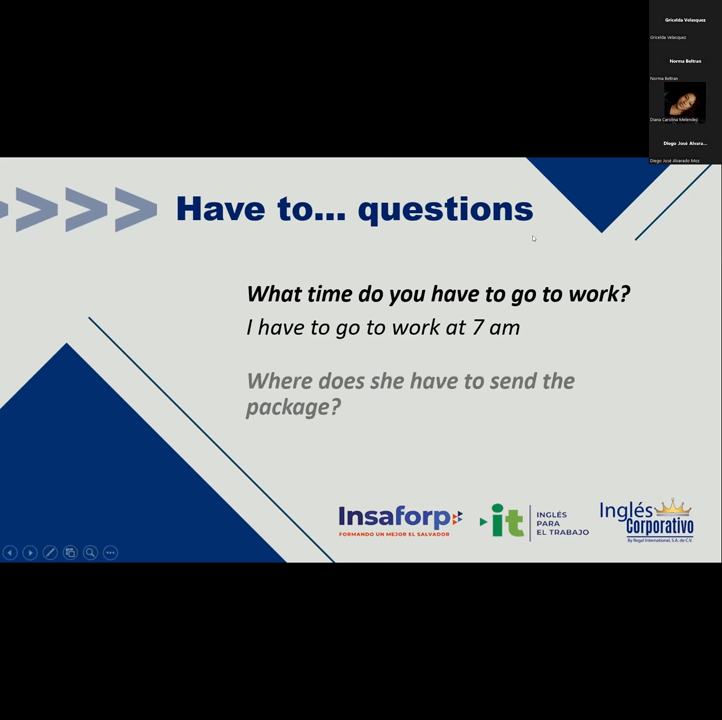 Gricelda Velasquez
Gricelda Velasquez
Norma Beltran
Norma Beltran
Diana Carolina Melendez
Diego José Alvara...
Diego José Alvarado Moz
>>>> Have to... questions
What time do you have to go to work?
I have to go to work at 7 am
Where does she have to send the
package?
Insaforp
FORMANDO UN MEJOR EL SALVADOR
it
INGLÉS
PARA
EL TRABAJO
Inglés
Corporativo
By Regal International, S.A. de C.V.